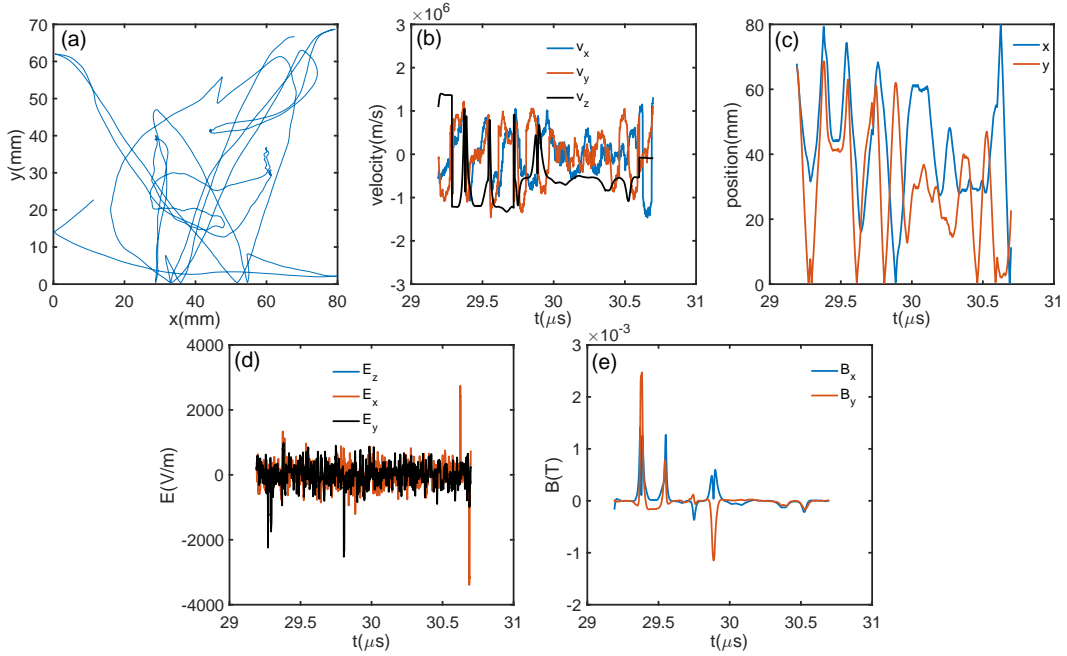 (a)
y(mm)
70
60
50
40
30
20
10
0
0 20 40 60 80
x(mm)
×10^6
(b)
velocity(m/s)
3
2
1
0
-1
-2
-3
v_x
v_y
v_z
29 29.5 30 30.5 31
t(μs)
(c)
position(mm)
80
60
40
20
0
x
y
29 29.5 30 30.5 31
t(μs)
(d)
E(V/m)
4000
2000
0
-2000
-4000
E_z
E_x
E_y
29 29.5 30 30.5 31
t(μs)
×10^-3
(e)
B(T)
3
2
1
0
-1
-2
B_x
B_y
29 29.5 30 30.5 31
t(μs)